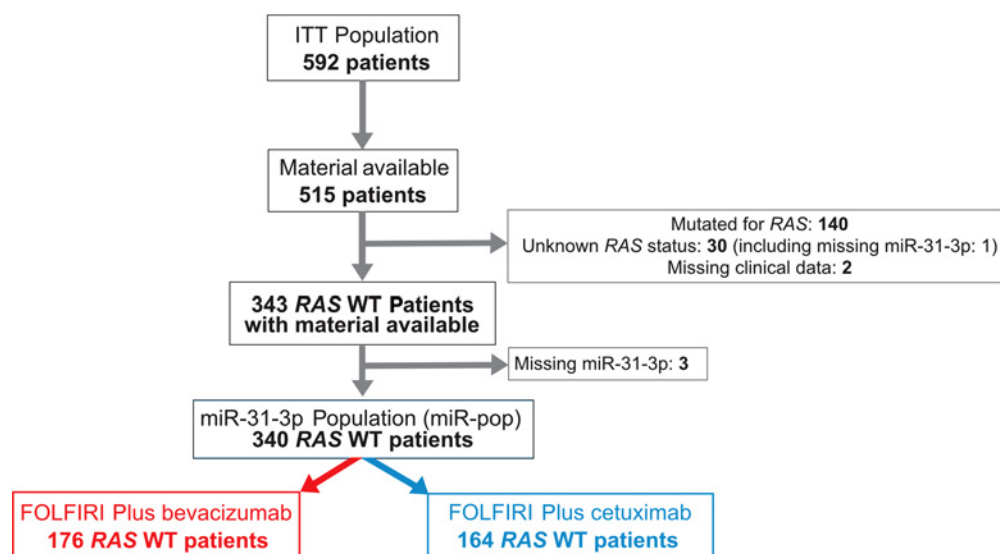 ITT Population
592 patients
Material available
515 patients
Mutated for RAS: 140
Unknown RAS status: 30 (including missing miR-31-3p: 1)
Missing clinical data: 2
343 RAS WT Patients
with material available
Missing miR-31-3p: 3
miR-31-3p Population (miR-pop)
340 RAS WT patients
FOLFIRI Plus bevacizumab
176 RAS WT patients
FOLFIRI Plus cetuximab
164 RAS WT patients